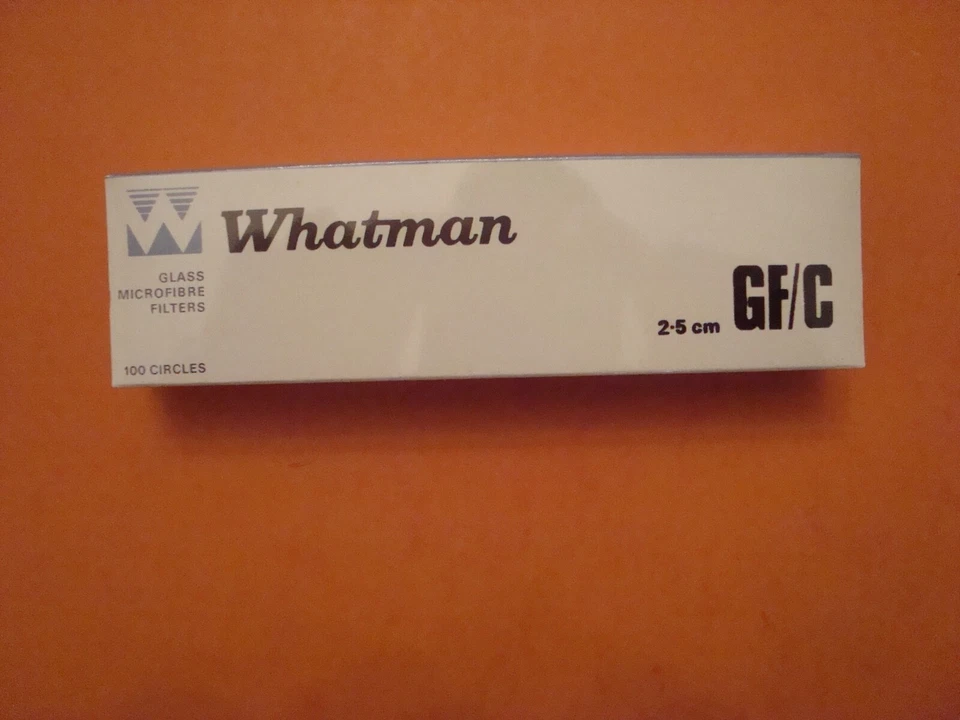 Whatman
GLASS
MICROFIBRE
FILTERS
100 CIRCLES
2·5 cm GF/C